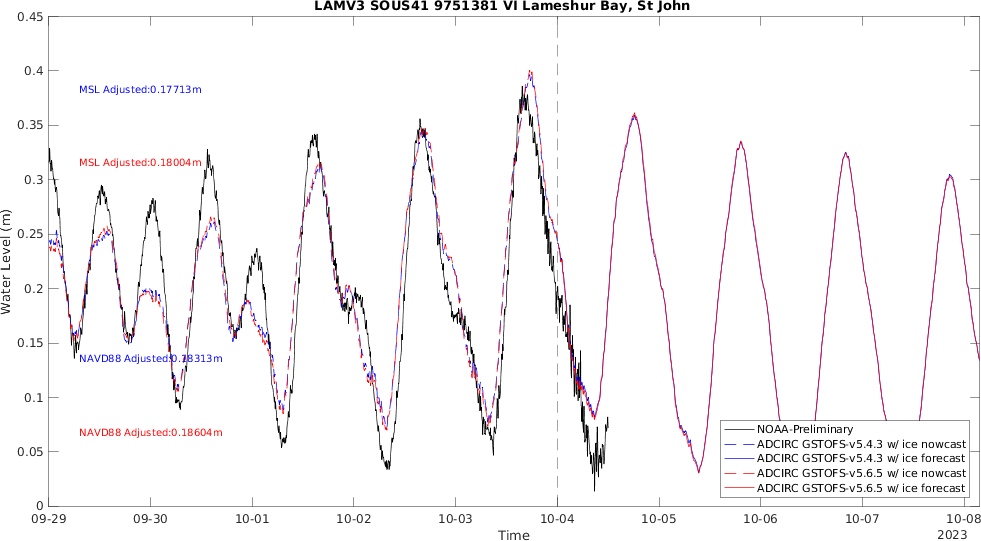 LAMV3 SOUS41 9751381 VI Lameshur Bay, St John
0.45
0.4
0.35
0.3
0.25
0.2
0.15
0.1
0.05
0
Water Level (m)
MSL Adjusted:0.17713m
MSL Adjusted:0.18004m
NAVD88 Adjusted:0.18313m
NAVD88 Adjusted:0.18604m
NOAA-Preliminary
ADCIRC GSTOFS-v5.4.3 w/ ice nowcast
ADCIRC GSTOFS-v5.4.3 w/ ice forecast
ADCIRC GSTOFS-v5.6.5 w/ ice nowcast
ADCIRC GSTOFS-v5.6.5 w/ ice forecast
09-29 09-30 10-01 10-02 10-03 10-04 10-05 10-06 10-07 10-08
Time
2023